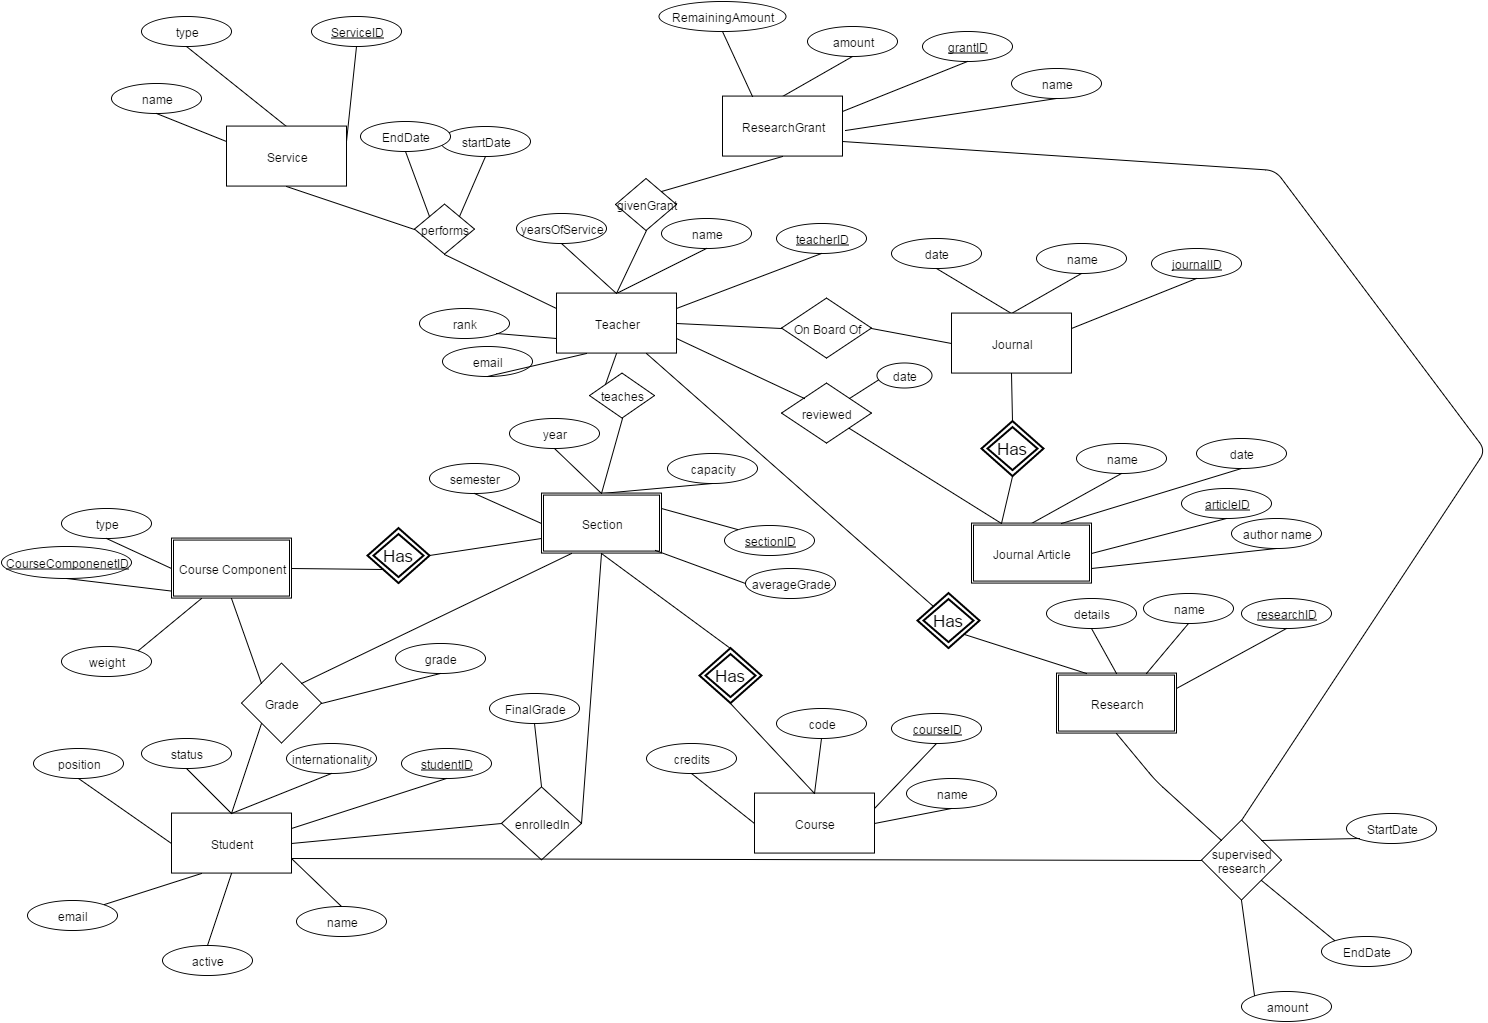 RemainingAmount
type
ServiceID
amount
grantID
name
name
ResearchGrant
EndDate
startDate
Service
givenGrant
performs
yearsOfService
name
teacherID
date
name
journalID
rank
Teacher
On Board Of
Journal
email
date
teaches
reviewed
year
Has
name
date
semester
capacity
articleID
type
Section
sectionID
author name
Has
Journal Article
CourseComponenetID
Course Component
averageGrade
details
name
researchID
Has
weight
grade
Has
Grade
Research
FinalGrade
code
courseID
position
status
internationality
studentID
credits
name
enrolledIn
Course
StartDate
Student
supervised
research
email
name
active
EndDate
amount